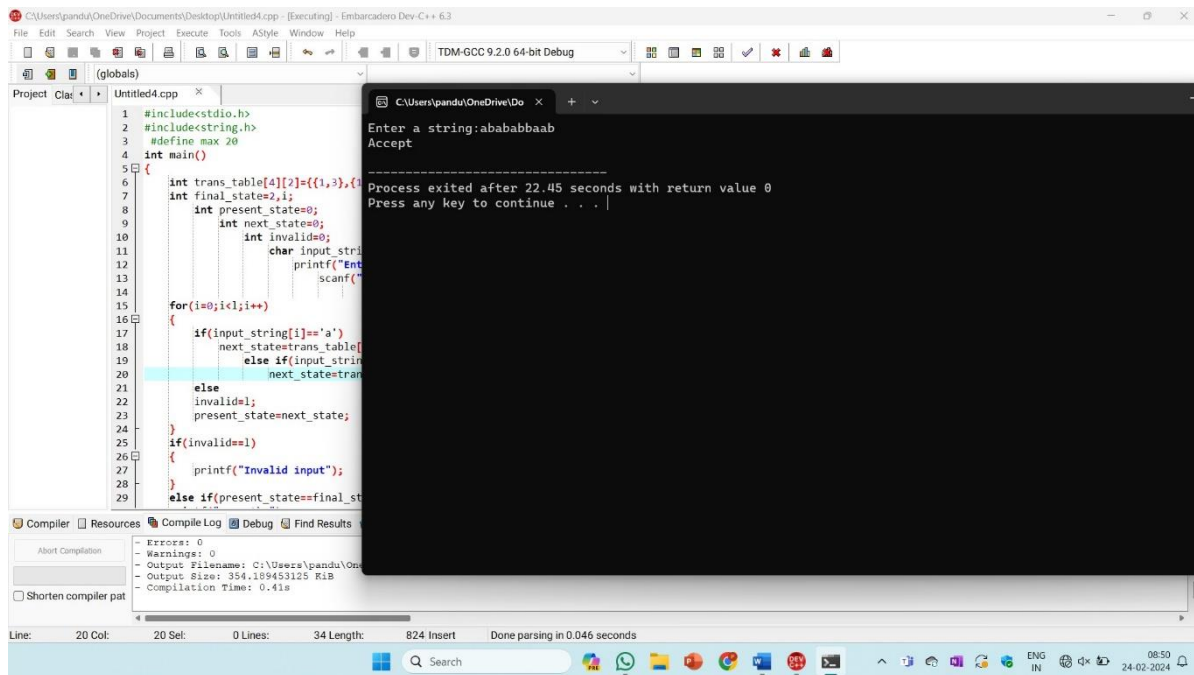 C:\Users\pandu\OneDrive\Documents\Desktop\Untitled4.cpp - [Executing] - Embarcadero Dev-C++ 6.3
File Edit Search View Project Execute Tools AStyle Window Help
TDM-GCC 9.2.0 64-bit Debug
(globals)
Project Cla: Untitled4.cpp
1 #include<stdio.h>
2 #include<string.h>
3 #define max 20
4 int main()
5 {
6 int trans_table[4][2]={{1,3},{1
7 int final_state=2,i;
8 int present_state=0;
9 int next_state=0;
10 int invalid=0;
11 char input_stri
12 printf("Ent
13 scanf("
14
15 for(i=0;i<l;i++)
16 {
17 if(input_string[i]=='a')
18 next_state=trans_table[
19 else if(input_strin
20 next_state=tran
21 else
22 invalid=l;
23 present_state=next_state;
24 }
25 if(invalid==l)
26 {
27 printf("Invalid input");
28 }
29 else if(present_state==final_st
C:\Users\pandu\OneDrive\Do
Enter a string:abababbaab
Accept
--------------------------------
Process exited after 22.45 seconds with return value 0
Press any key to continue . . .
Compiler Resources Compile Log Debug Find Results
Abort Compilation
Shorten compiler pat
- Errors: 0
- Warnings: 0
- Output Filename: C:\Users\pandu\One
- Output Size: 354.189453125 KiB
- Compilation Time: 0.41s
Line: 20 Col: 20 Sel: 0 Lines: 34 Length: 824 Insert Done parsing in 0.046 seconds
Search
ENG
IN
08:50
24-02-2024